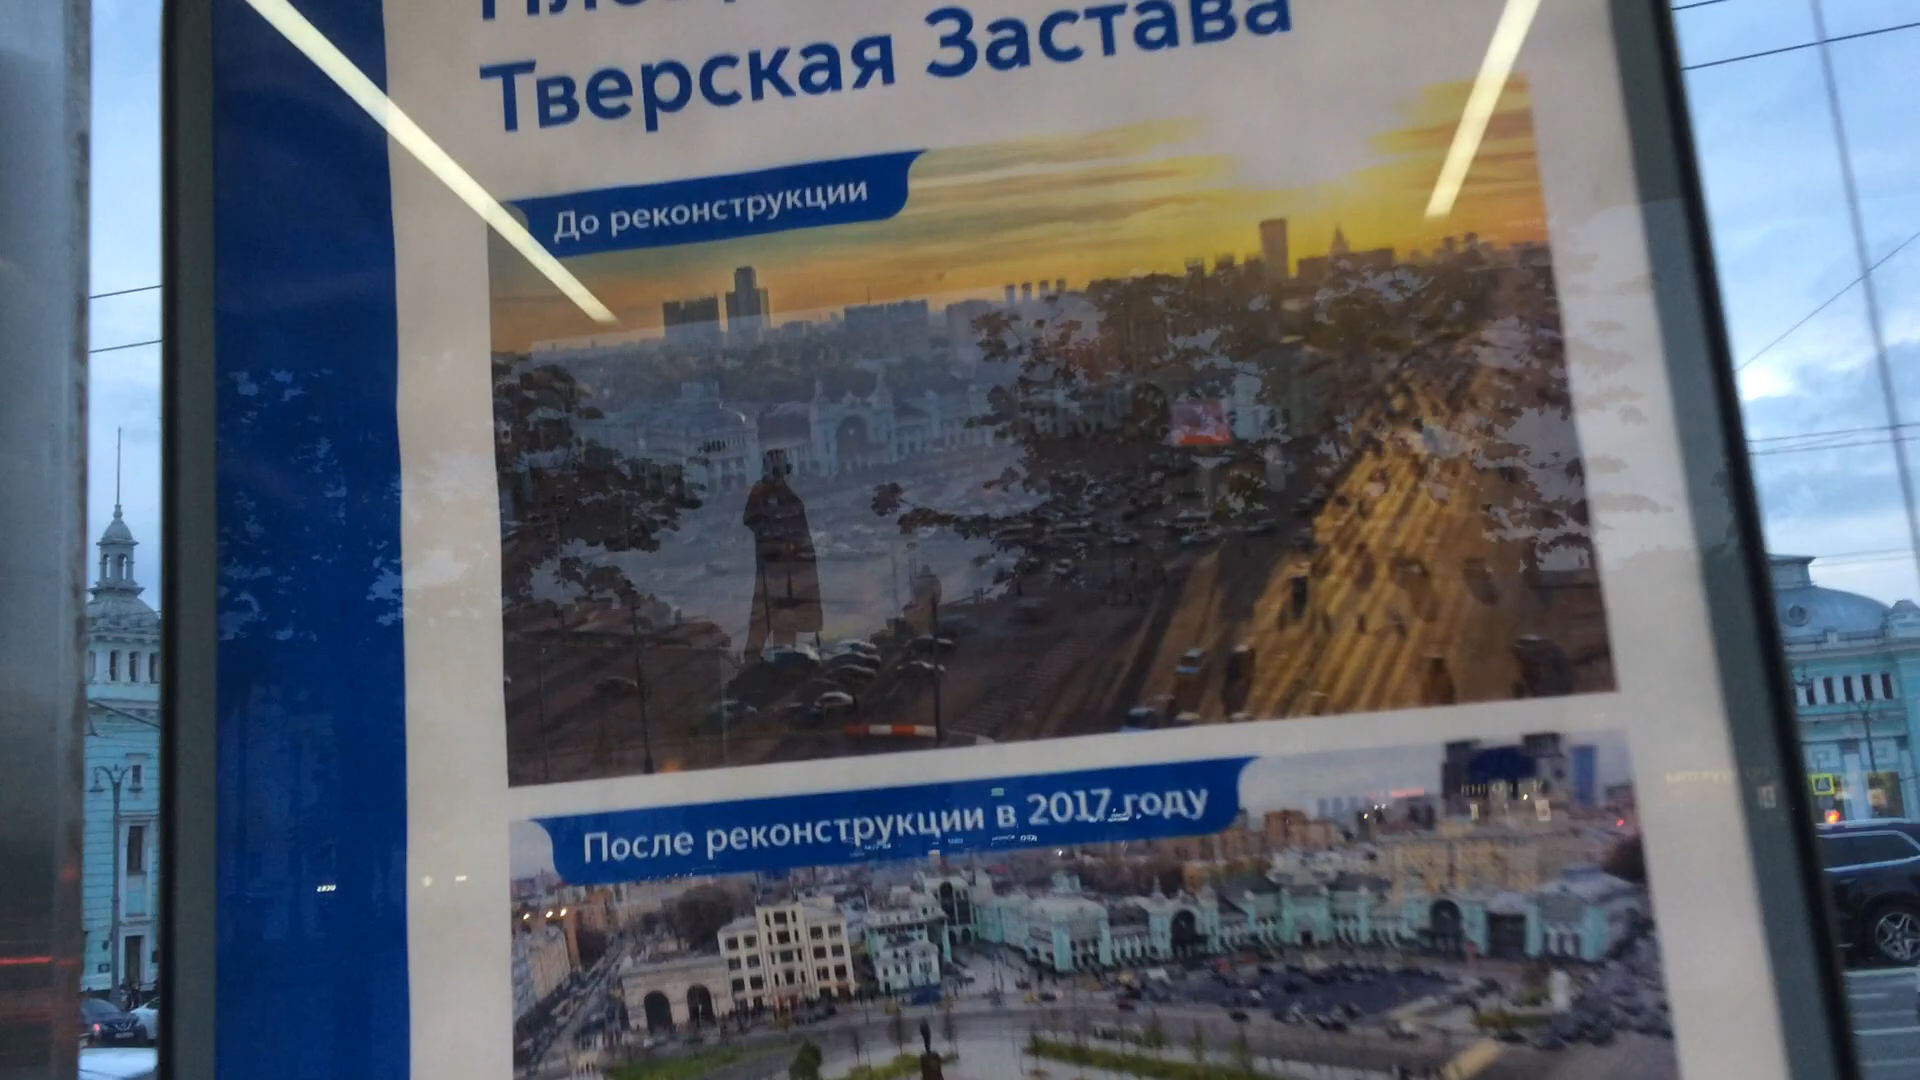 Тверская Застава
До реконструкции
После реконструкции в 2017 году